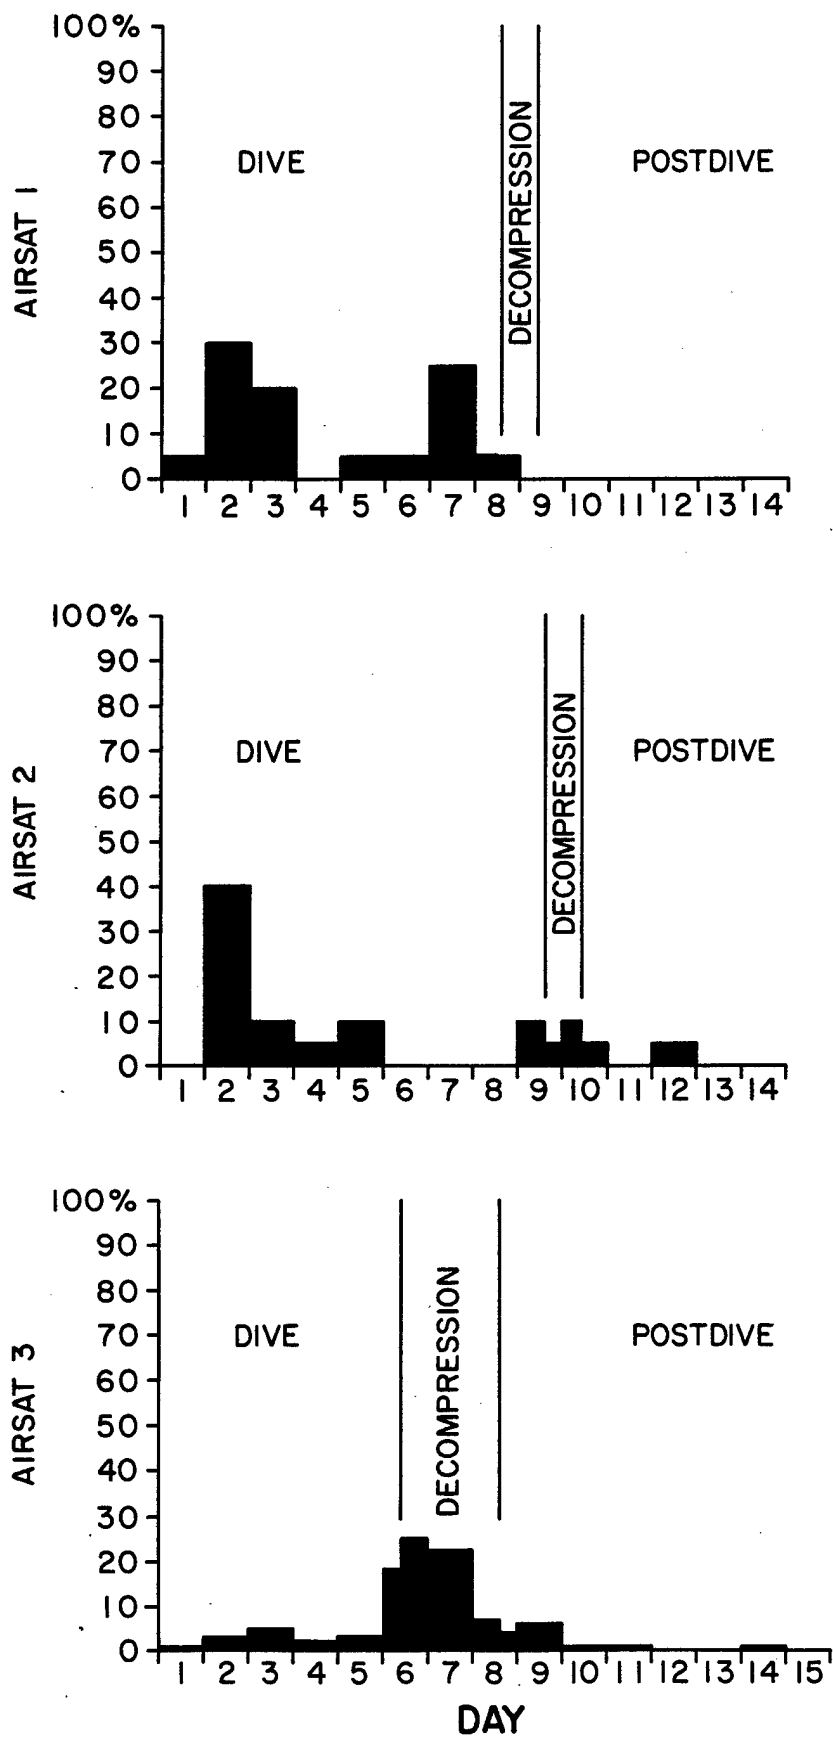 AIRSAT 1
100%
90
80
70
60
50
40
30
20
10
0
DIVE
DECOMPRESSION
POSTDIVE
1 2 3 4 5 6 7 8 9 10 11 12 13 14
AIRSAT 2
100%
90
80
70
60
50
40
30
20
10
0
DIVE
DECOMPRESSION
POSTDIVE
1 2 3 4 5 6 7 8 9 10 11 12 13 14
AIRSAT 3
100%
90
80
70
60
50
40
30
20
10
0
DIVE
DECOMPRESSION
POSTDIVE
1 2 3 4 5 6 7 8 9 10 11 12 13 14 15
DAY